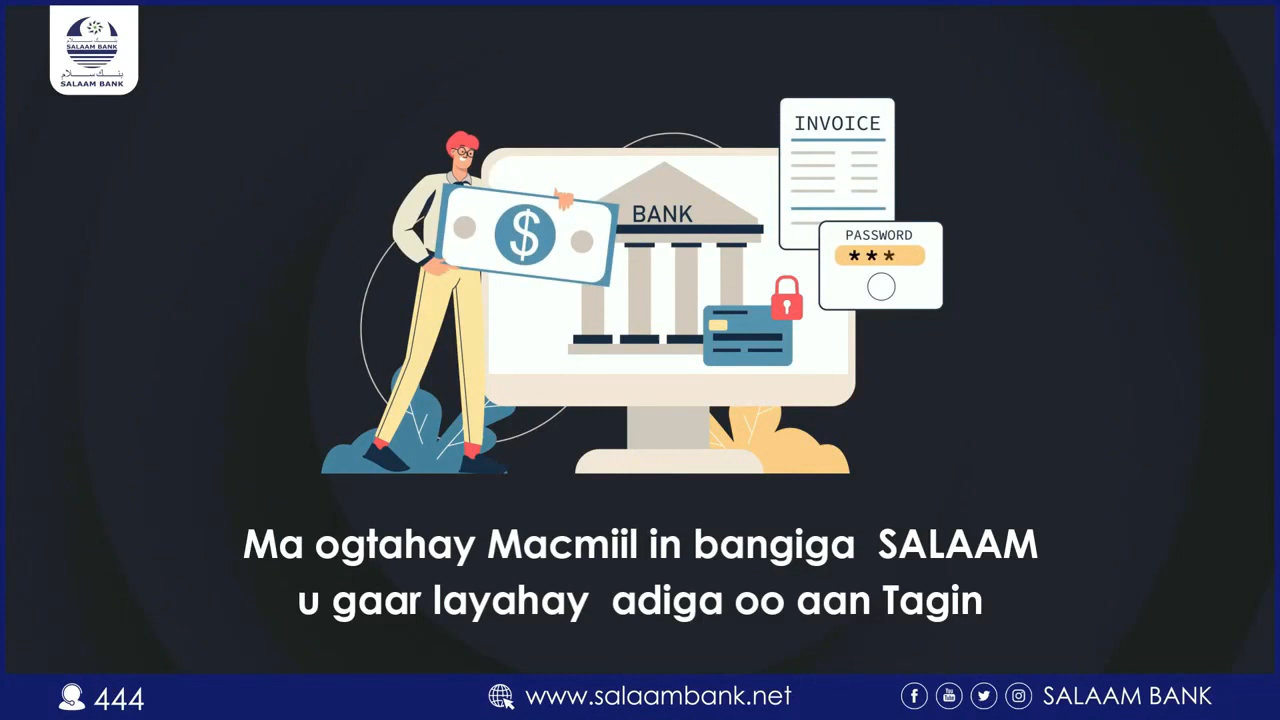 SALAAM BANK
بنك سلام
SALAAM BANK
INVOICE
BANK
PASSWORD
***
$
Ma ogtahay Macmiil in bangiga SALAAM
u gaar layahay adiga oo aan Tagin
444
www.salaambank.net
SALAAM BANK